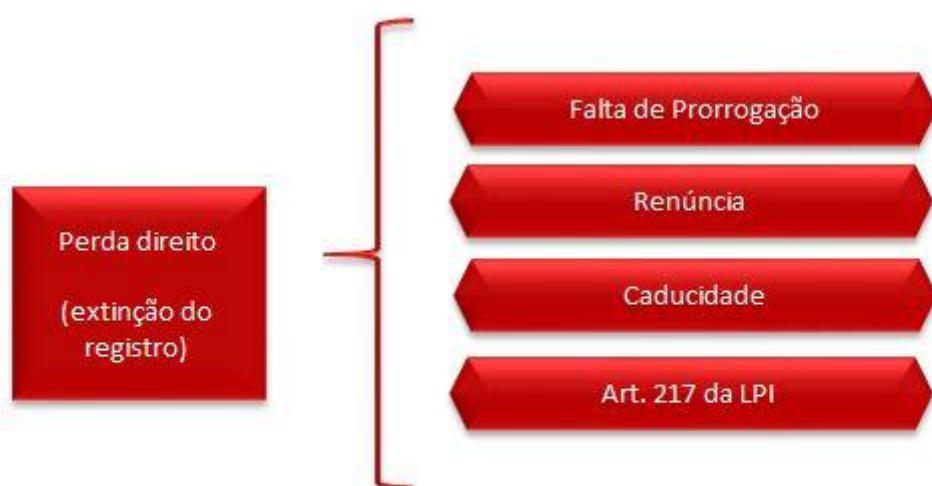 Perda direito
(extinção do
registro)
Falta de Prorrogação
Renúncia
Caducidade
Art. 217 da LPI